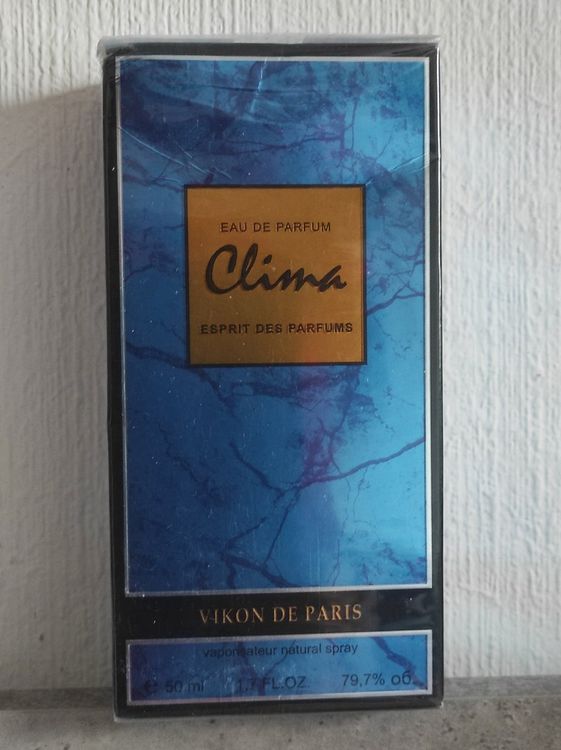 EAU DE PARFUM
Clima
ESPRIT DES PARFUMS
VIKON DE PARIS
vaporisateur natural spray
℮ 50 ml 1.7 FL.OZ. 79,7% об.